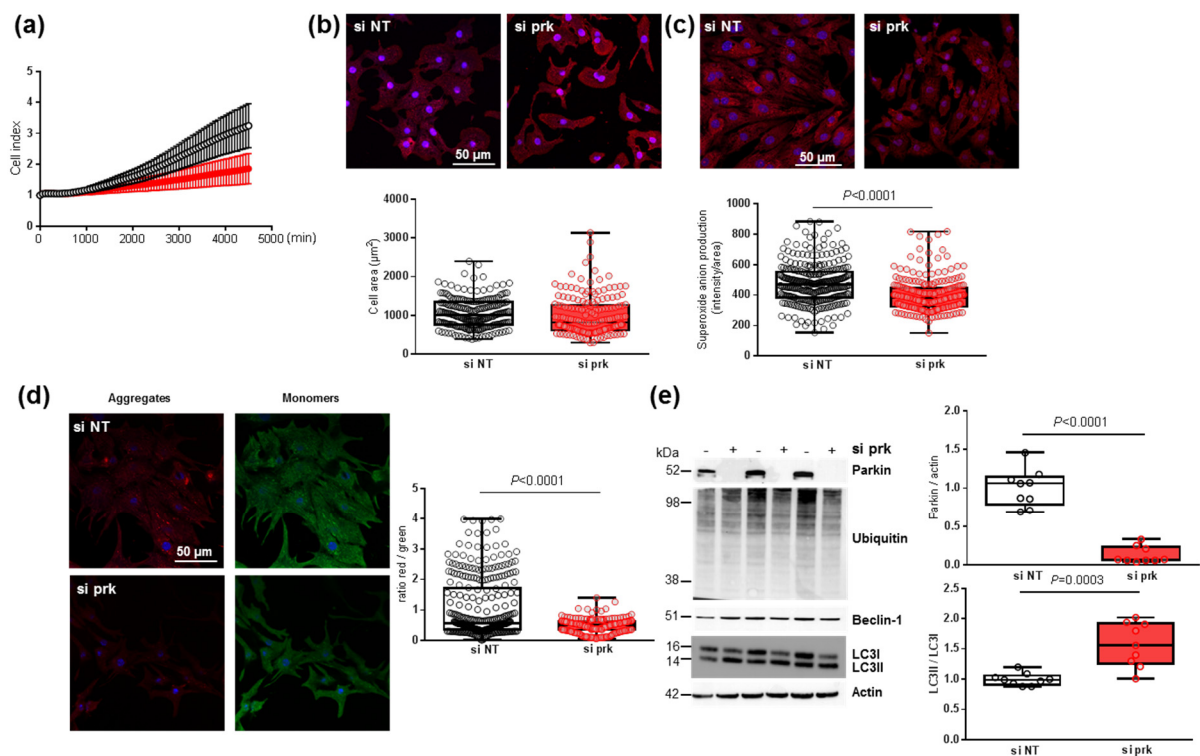 (a)
5
4
3
2
1
0
Cell index
0 1000 2000 3000 4000 5000 (min)
(b)
si NT
si prk
50 µm
4000
3000
2000
1000
0
Cell area (µm²)
si NT
si prk
(c)
si NT
si prk
50 µm
P<0.0001
1000
800
600
400
200
0
Superoxide anion production
(intensity/area)
si NT
si prk
(d)
Aggregates
Monomers
si NT
50 µm
si prk
P<0.0001
5
4
3
2
1
0
ratio red / green
si NT
si prk
(e)
kDa
- + - + - + si prk
52 Parkin
98
Ubiquitin
38
51 Beclin-1
16 LC3I
14 LC3II
42 Actin
P<0.0001
2.0
1.5
1.0
0.5
0.0
Parkin / actin
si NT
si prk
P=0.0003
2.5
2.0
1.5
1.0
0.5
0.0
LC3II / LC3I
si NT
si prk